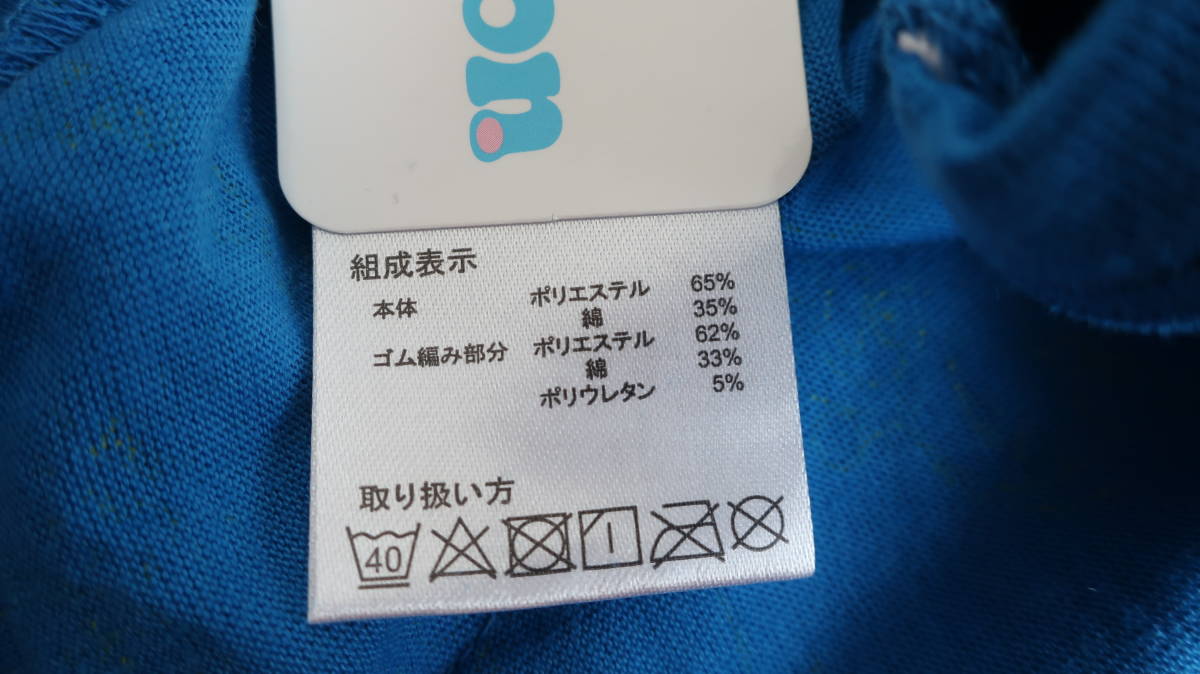 on
組成表示
本体 ポリエステル 65%
綿 35%
ゴム編み部分 ポリエステル 62%
綿 33%
ポリウレタン 5%
取り扱い方
40